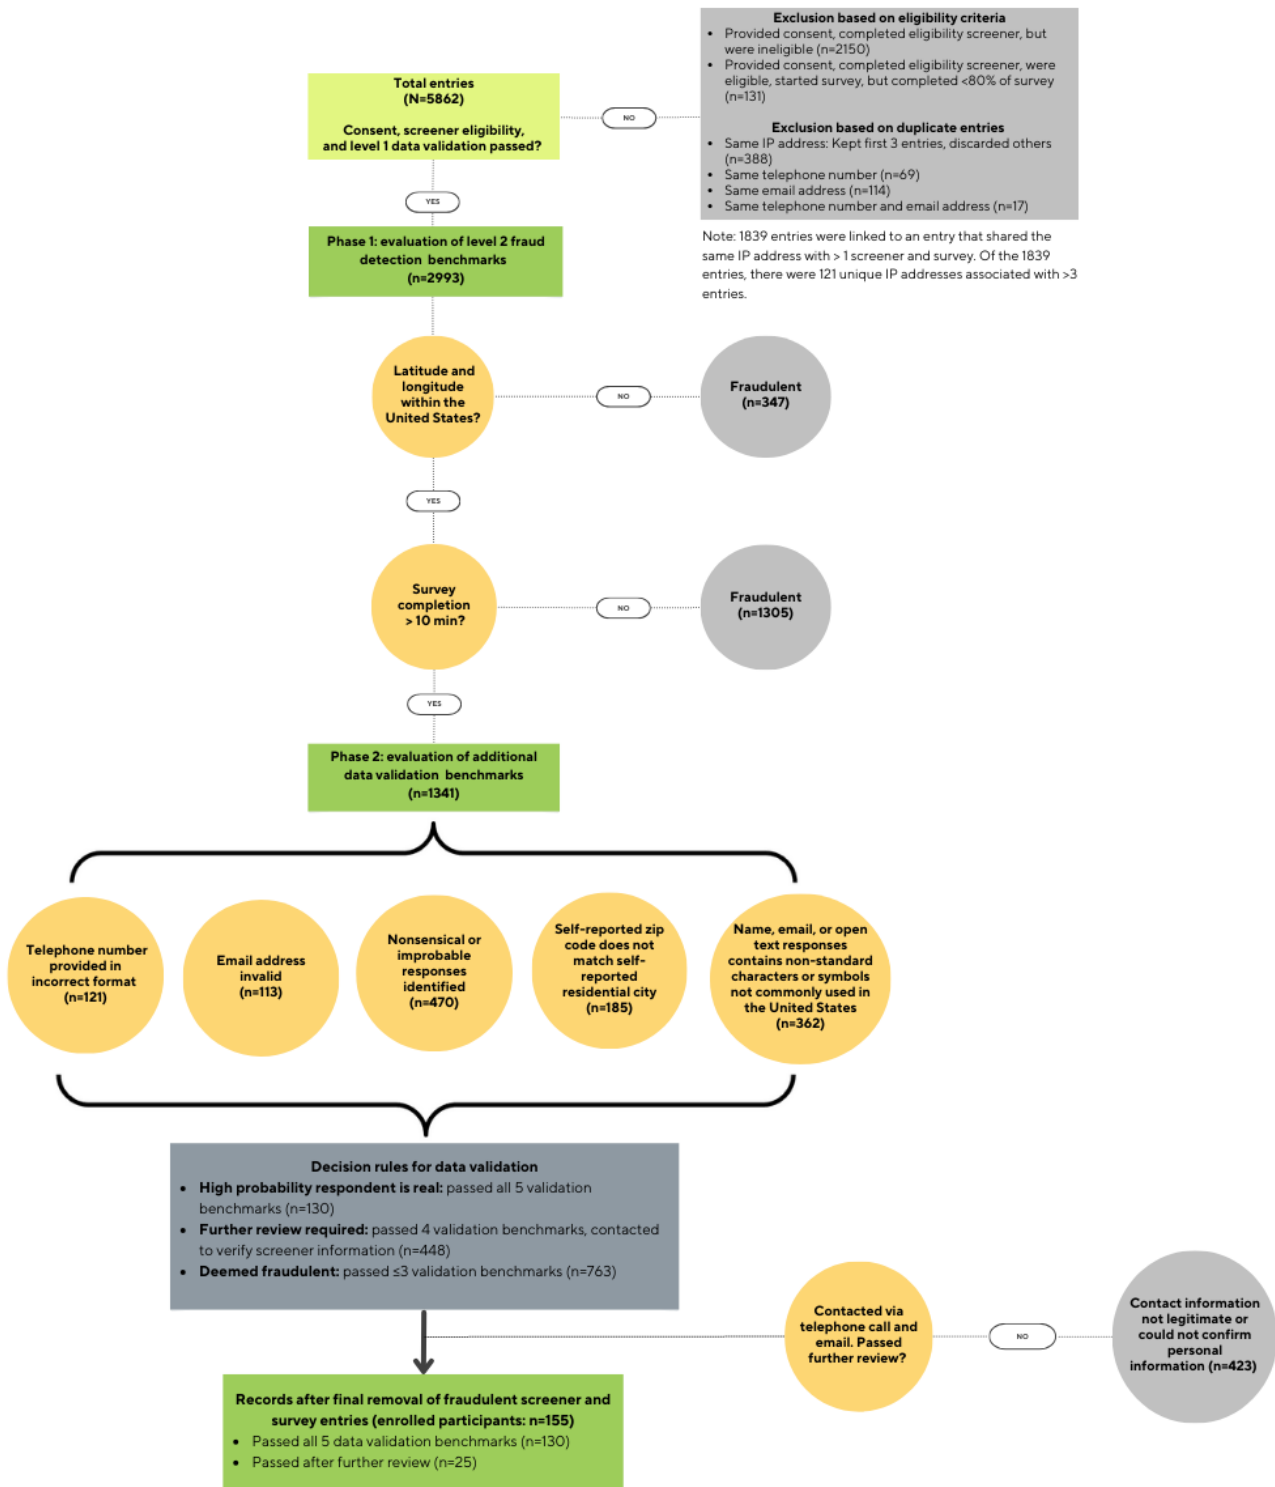 Exclusion based on eligibility criteria
• Provided consent, completed eligibility screener, but
were ineligible (n=2150)
• Provided consent, completed eligibility screener, were
eligible, started survey, but completed <80% of survey
(n=131)
Exclusion based on duplicate entries
• Same IP address: Kept first 3 entries, discarded others
(n=388)
• Same telephone number (n=69)
• Same email address (n=114)
• Same telephone number and email address (n=17)
Total entries
(N=5862)
Consent, screener eligibility,
and level 1 data validation passed?
NO
YES
Note: 1839 entries were linked to an entry that shared the
same IP address with > 1 screener and survey. Of the 1839
entries, there were 121 unique IP addresses associated with >3
entries.
Phase 1: evaluation of level 2 fraud
detection benchmarks
(n=2993)
Latitude and
longitude
within the
United States?
NO
Fraudulent
(n=347)
YES
Survey
completion
> 10 min?
NO
Fraudulent
(n=1305)
YES
Phase 2: evaluation of additional
data validation benchmarks
(n=1341)
Telephone number
provided in
incorrect format
(n=121)
Email address
invalid
(n=113)
Nonsensical or
improbable
responses
identified
(n=470)
Self-reported zip
code does not
match self-
reported
residential city
(n=185)
Name, email, or open
text responses
contains non-standard
characters or symbols
not commonly used in
the United States
(n=362)
Decision rules for data validation
• High probability respondent is real: passed all 5 validation
benchmarks (n=130)
• Further review required: passed 4 validation benchmarks, contacted
to verify screener information (n=448)
• Deemed fraudulent: passed ≤3 validation benchmarks (n=763)
Contacted via
telephone call and
email. Passed
further review?
NO
Contact information
not legitimate or
could not confirm
personal
information (n=423)
Records after final removal of fraudulent screener and
survey entries (enrolled participants: n=155)
• Passed all 5 data validation benchmarks (n=130)
• Passed after further review (n=25)